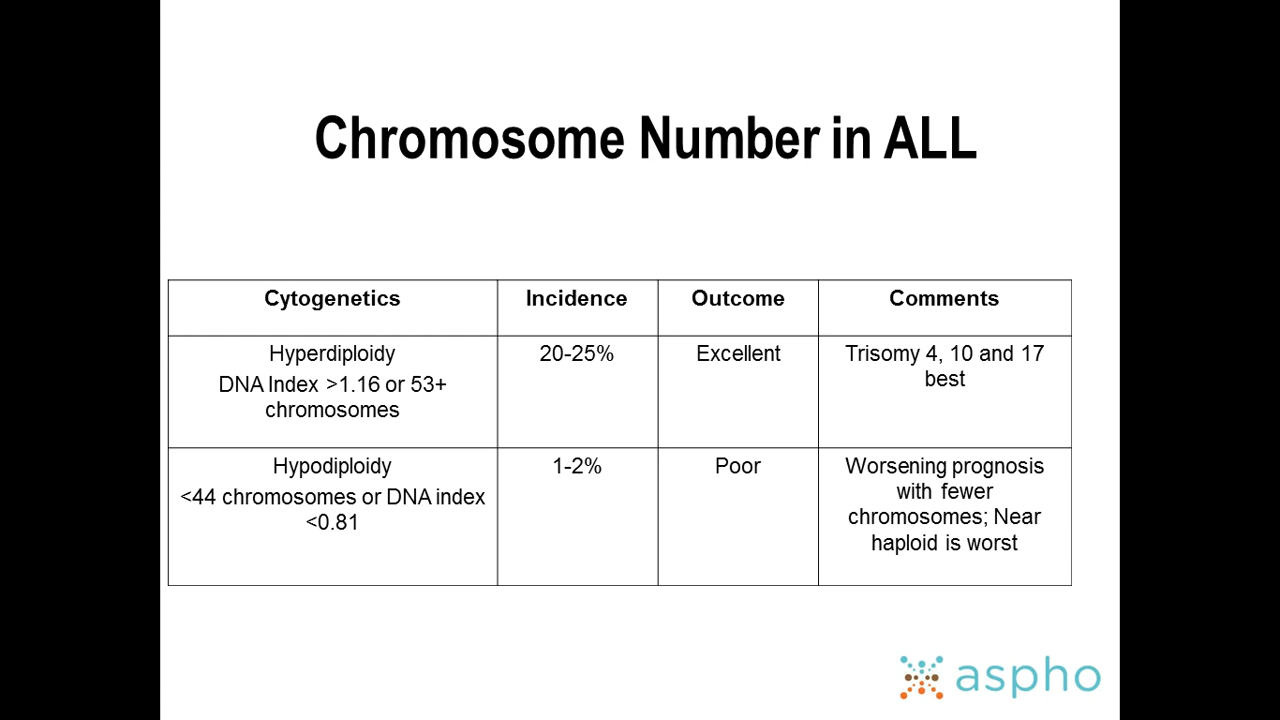 Chromosome Number in ALL
Cytogenetics Incidence Outcome Comments
Hyperdiploidy 20-25% Excellent Trisomy 4, 10 and 17
DNA Index >1.16 or 53+ best
chromosomes
Hypodiploidy 1-2% Poor Worsening prognosis
<44 chromosomes or DNA index with fewer
<0.81 chromosomes; Near
haploid is worst
aspho